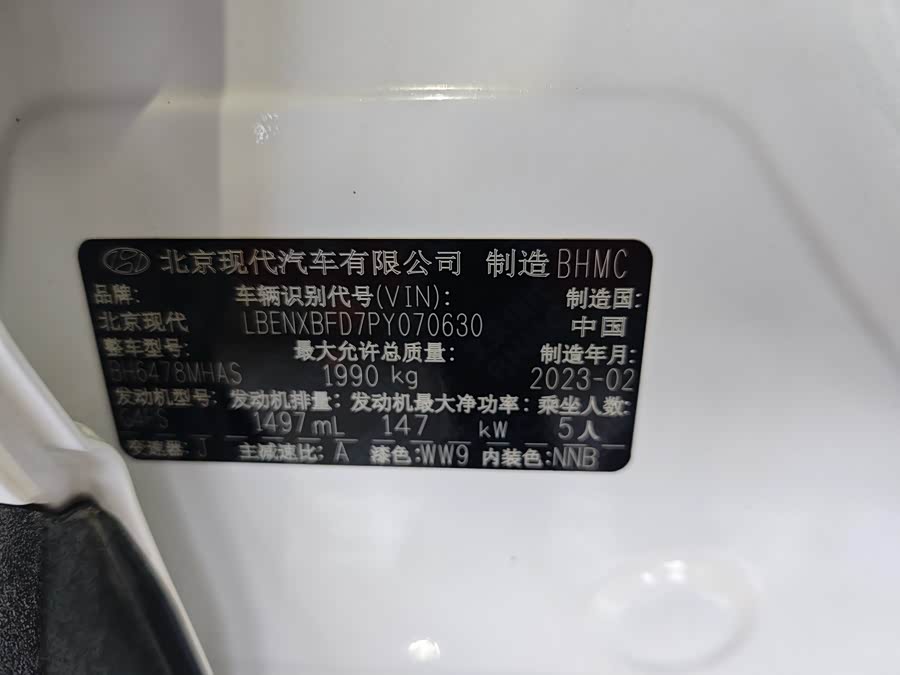 北京现代汽车有限公司 制造 BHMC
品牌: 车辆识别代号(VIN): 制造国:
北京现代 LBENXBFD7PY070630 中国
整车型号: 最大允许总质量: 制造年月:
BH6478MHAS 1990 kg 2023-02
发动机型号: 发动机排量: 发动机最大净功率: 乘坐人数:
1497 mL 147 kW 5人
变速器: J 主减速比: A 漆色: WW9 内装色: NNB